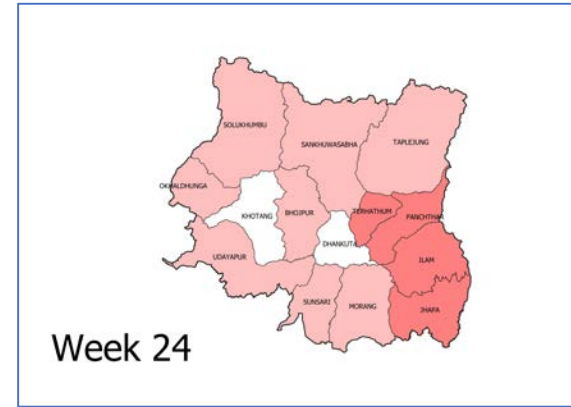 SOLUKHUMBU
SANKHUWASABHA
TAPLEJUNG
OKHALDHUNGA
KHOTANG
BHOJPUR
TERHATHUM
PANCHTHAR
DHANKUTA
UDAYAPUR
ILAM
SUNSARI
MORANG
JHAPA
Week 24